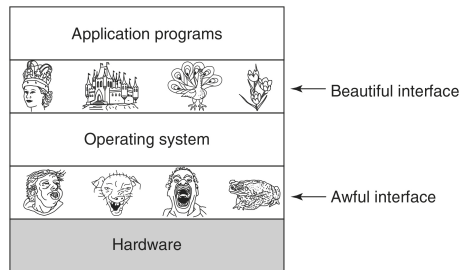 Application programs
Beautiful interface
Operating system
Awful interface
Hardware